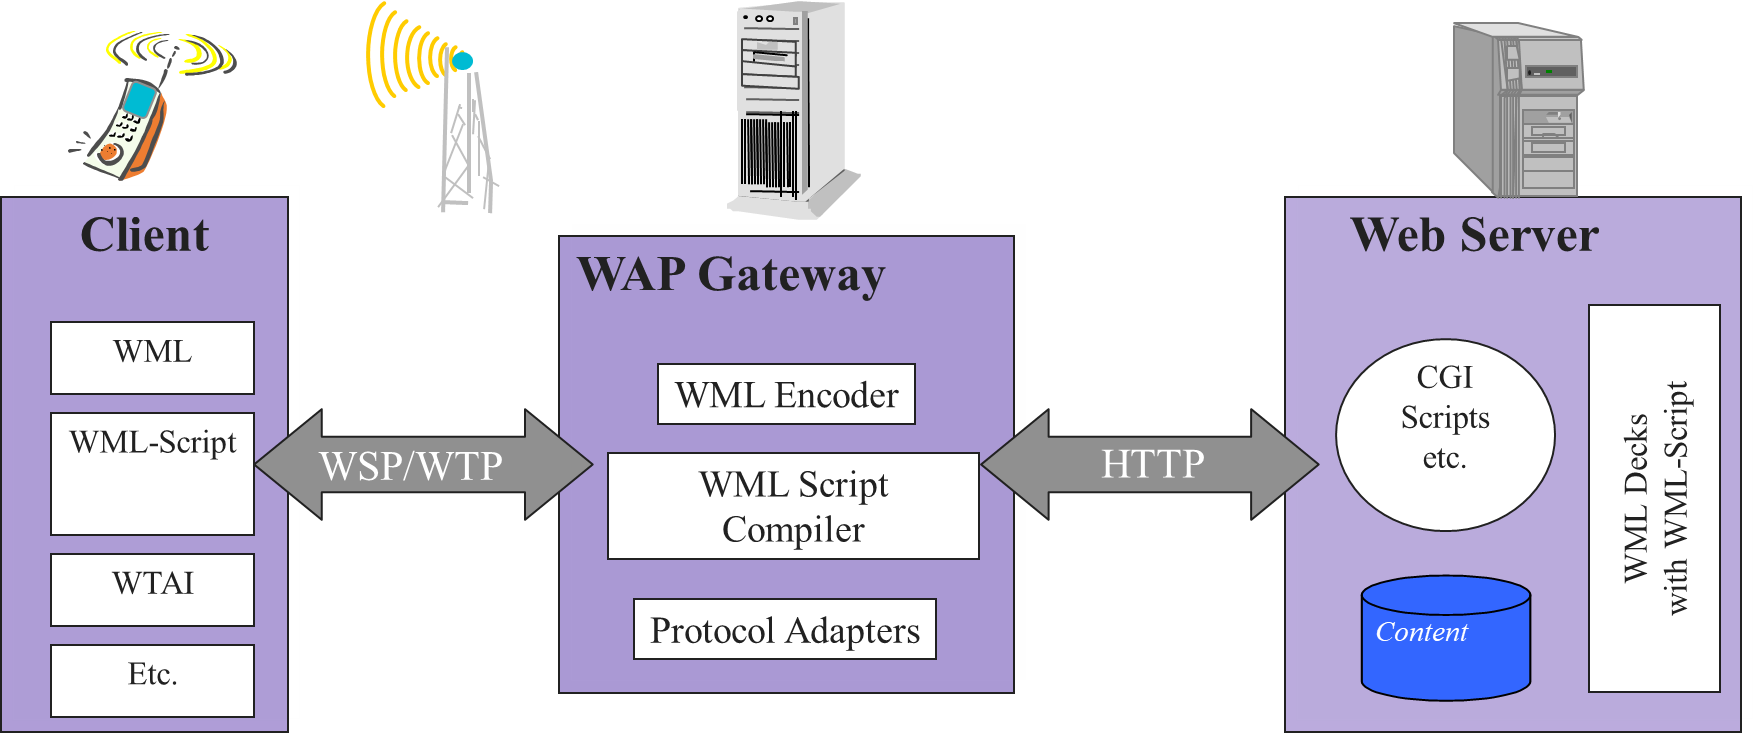 Client
WML
WML-Script
WTAI
Etc.
WSP/WTP
WAP Gateway
WML Encoder
WML Script
Compiler
Protocol Adapters
HTTP
Web Server
CGI
Scripts
etc.
Content
WML Decks
with WML-Script